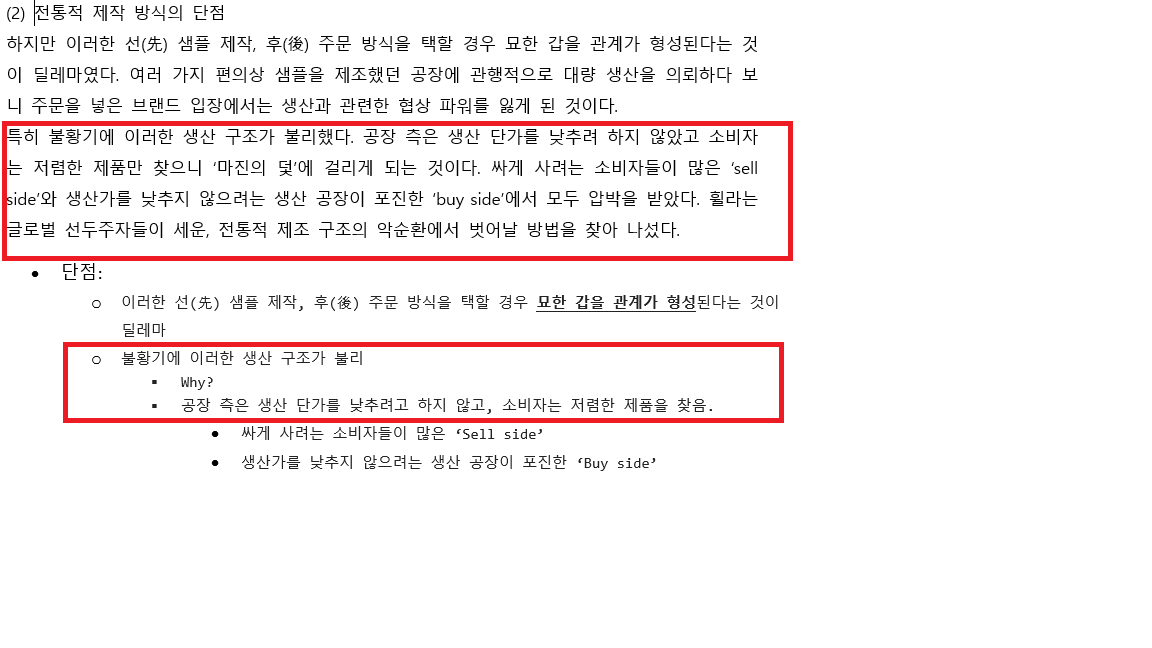 (2) 전통적 제작 방식의 단점
하지만 이러한 선(先) 샘플 제작, 후(後) 주문 방식을 택할 경우 묘한 갑을 관계가 형성된다는 것
이 딜레마였다. 여러 가지 편의상 샘플을 제조했던 공장에 관행적으로 대량 생산을 의뢰하다 보
니 주문을 넣은 브랜드 입장에서는 생산과 관련한 협상 파워를 잃게 된 것이다.
특히 불황기에 이러한 생산 구조가 불리했다. 공장 측은 생산 단가를 낮추려 하지 않았고 소비자
는 저렴한 제품만 찾으니 ‘마진의 덫’에 걸리게 되는 것이다. 싸게 사려는 소비자들이 많은 ‘sell
side’와 생산가를 낮추지 않으려는 생산 공장이 포진한 ‘buy side’에서 모두 압박을 받았다. 휠라는
글로벌 선두주자들이 세운, 전통적 제조 구조의 악순환에서 벗어날 방법을 찾아 나섰다.
● 단점:
○ 이러한 선(先) 샘플 제작, 후(後) 주문 방식을 택할 경우 묘한 갑을 관계가 형성된다는 것이
딜레마
○ 불황기에 이러한 생산 구조가 불리
▪ Why?
▪ 공장 측은 생산 단가를 낮추려고 하지 않고, 소비자는 저렴한 제품을 찾음.
● 싸게 사려는 소비자들이 많은 ‘Sell side’
● 생산가를 낮추지 않으려는 생산 공장이 포진한 ‘Buy side’